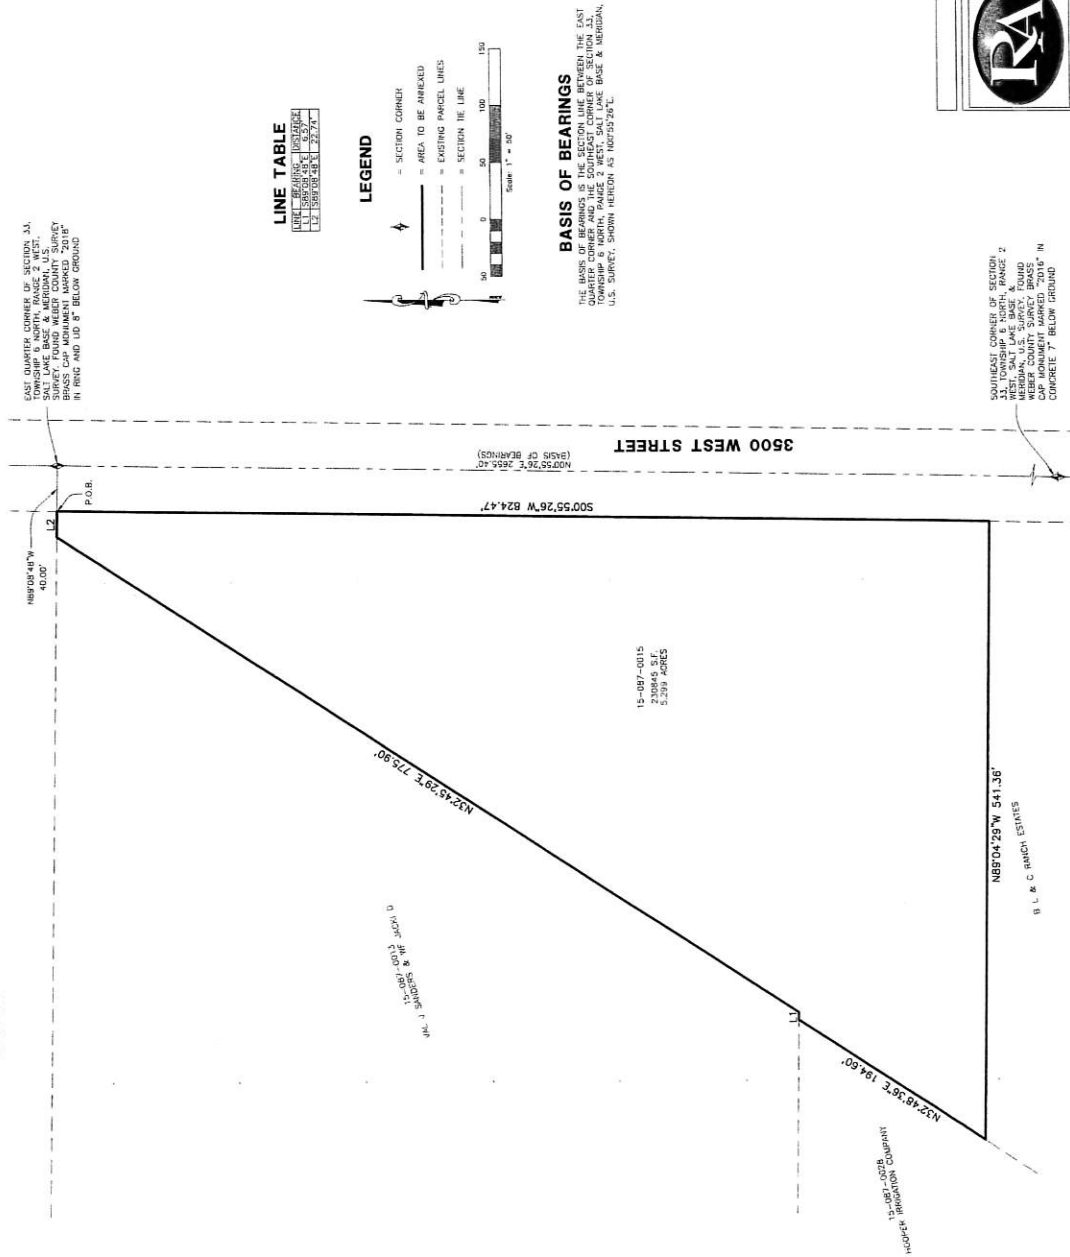 EAST QUARTER CORNER OF SECTION 33,
TOWNSHIP 6 NORTH, RANGE 2 WEST,
SALT LAKE BASE & MERIDIAN, U.S.
SURVEY. FOUND WEBER COUNTY SURVEY
BRASS CAP MONUMENT MARKED "2018"
IN RING AND LID 8" BELOW GROUND
N89°08'48"W
40.00'
P.O.B.
L2
N00°55'26"E 2655.40'
(BASIS OF BEARINGS)
3500 WEST STREET
S00°55'26"W 824.47'
LINE TABLE
LINE BEARING DISTANCE
L1 S89°08'48"E 6.57'
L2 S89°08'48"E 22.74'
LEGEND
= SECTION CORNER
= AREA TO BE ANNEXED
= EXISTING PARCEL LINES
= SECTION TIE LINE
50 0 50 100 150
Scale: 1" = 50'
BASIS OF BEARINGS
THE BASIS OF BEARINGS IS THE SECTION LINE BETWEEN THE EAST
QUARTER CORNER AND THE SOUTHEAST CORNER OF SECTION 33,
TOWNSHIP 6 NORTH, RANGE 2 WEST, SALT LAKE BASE & MERIDIAN,
U.S. SURVEY. SHOWN HEREON AS N00°55'26"E.
15-087-0015
230845 S.F.
5.299 ACRES
N32°45'29"E 775.90'
15-087-0013
VAL J SANDERS & WF JACKI D
L1
N32°48'36"E 194.60'
15-087-0028
HOOPER IRRIGATION COMPANY
N89°04'29"W 541.36'
B L & C RANCH ESTATES
SOUTHEAST CORNER OF SECTION
33, TOWNSHIP 6 NORTH, RANGE 2
WEST, SALT LAKE BASE &
MERIDIAN, U.S. SURVEY. FOUND
WEBER COUNTY SURVEY BRASS
CAP MONUMENT MARKED "2016" IN
CONCRETE 7" BELOW GROUND
RA